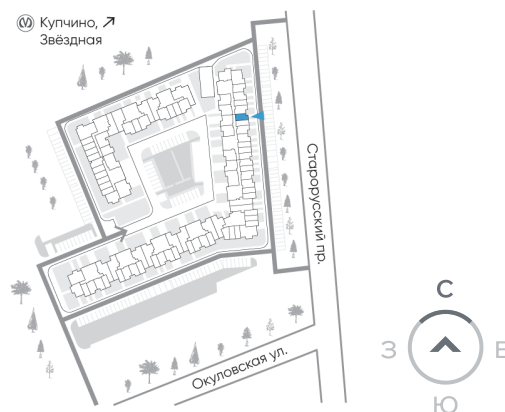 Купчино,
Звёздная
Старорусский пр.
Окуловская ул.
С
З
В
Ю